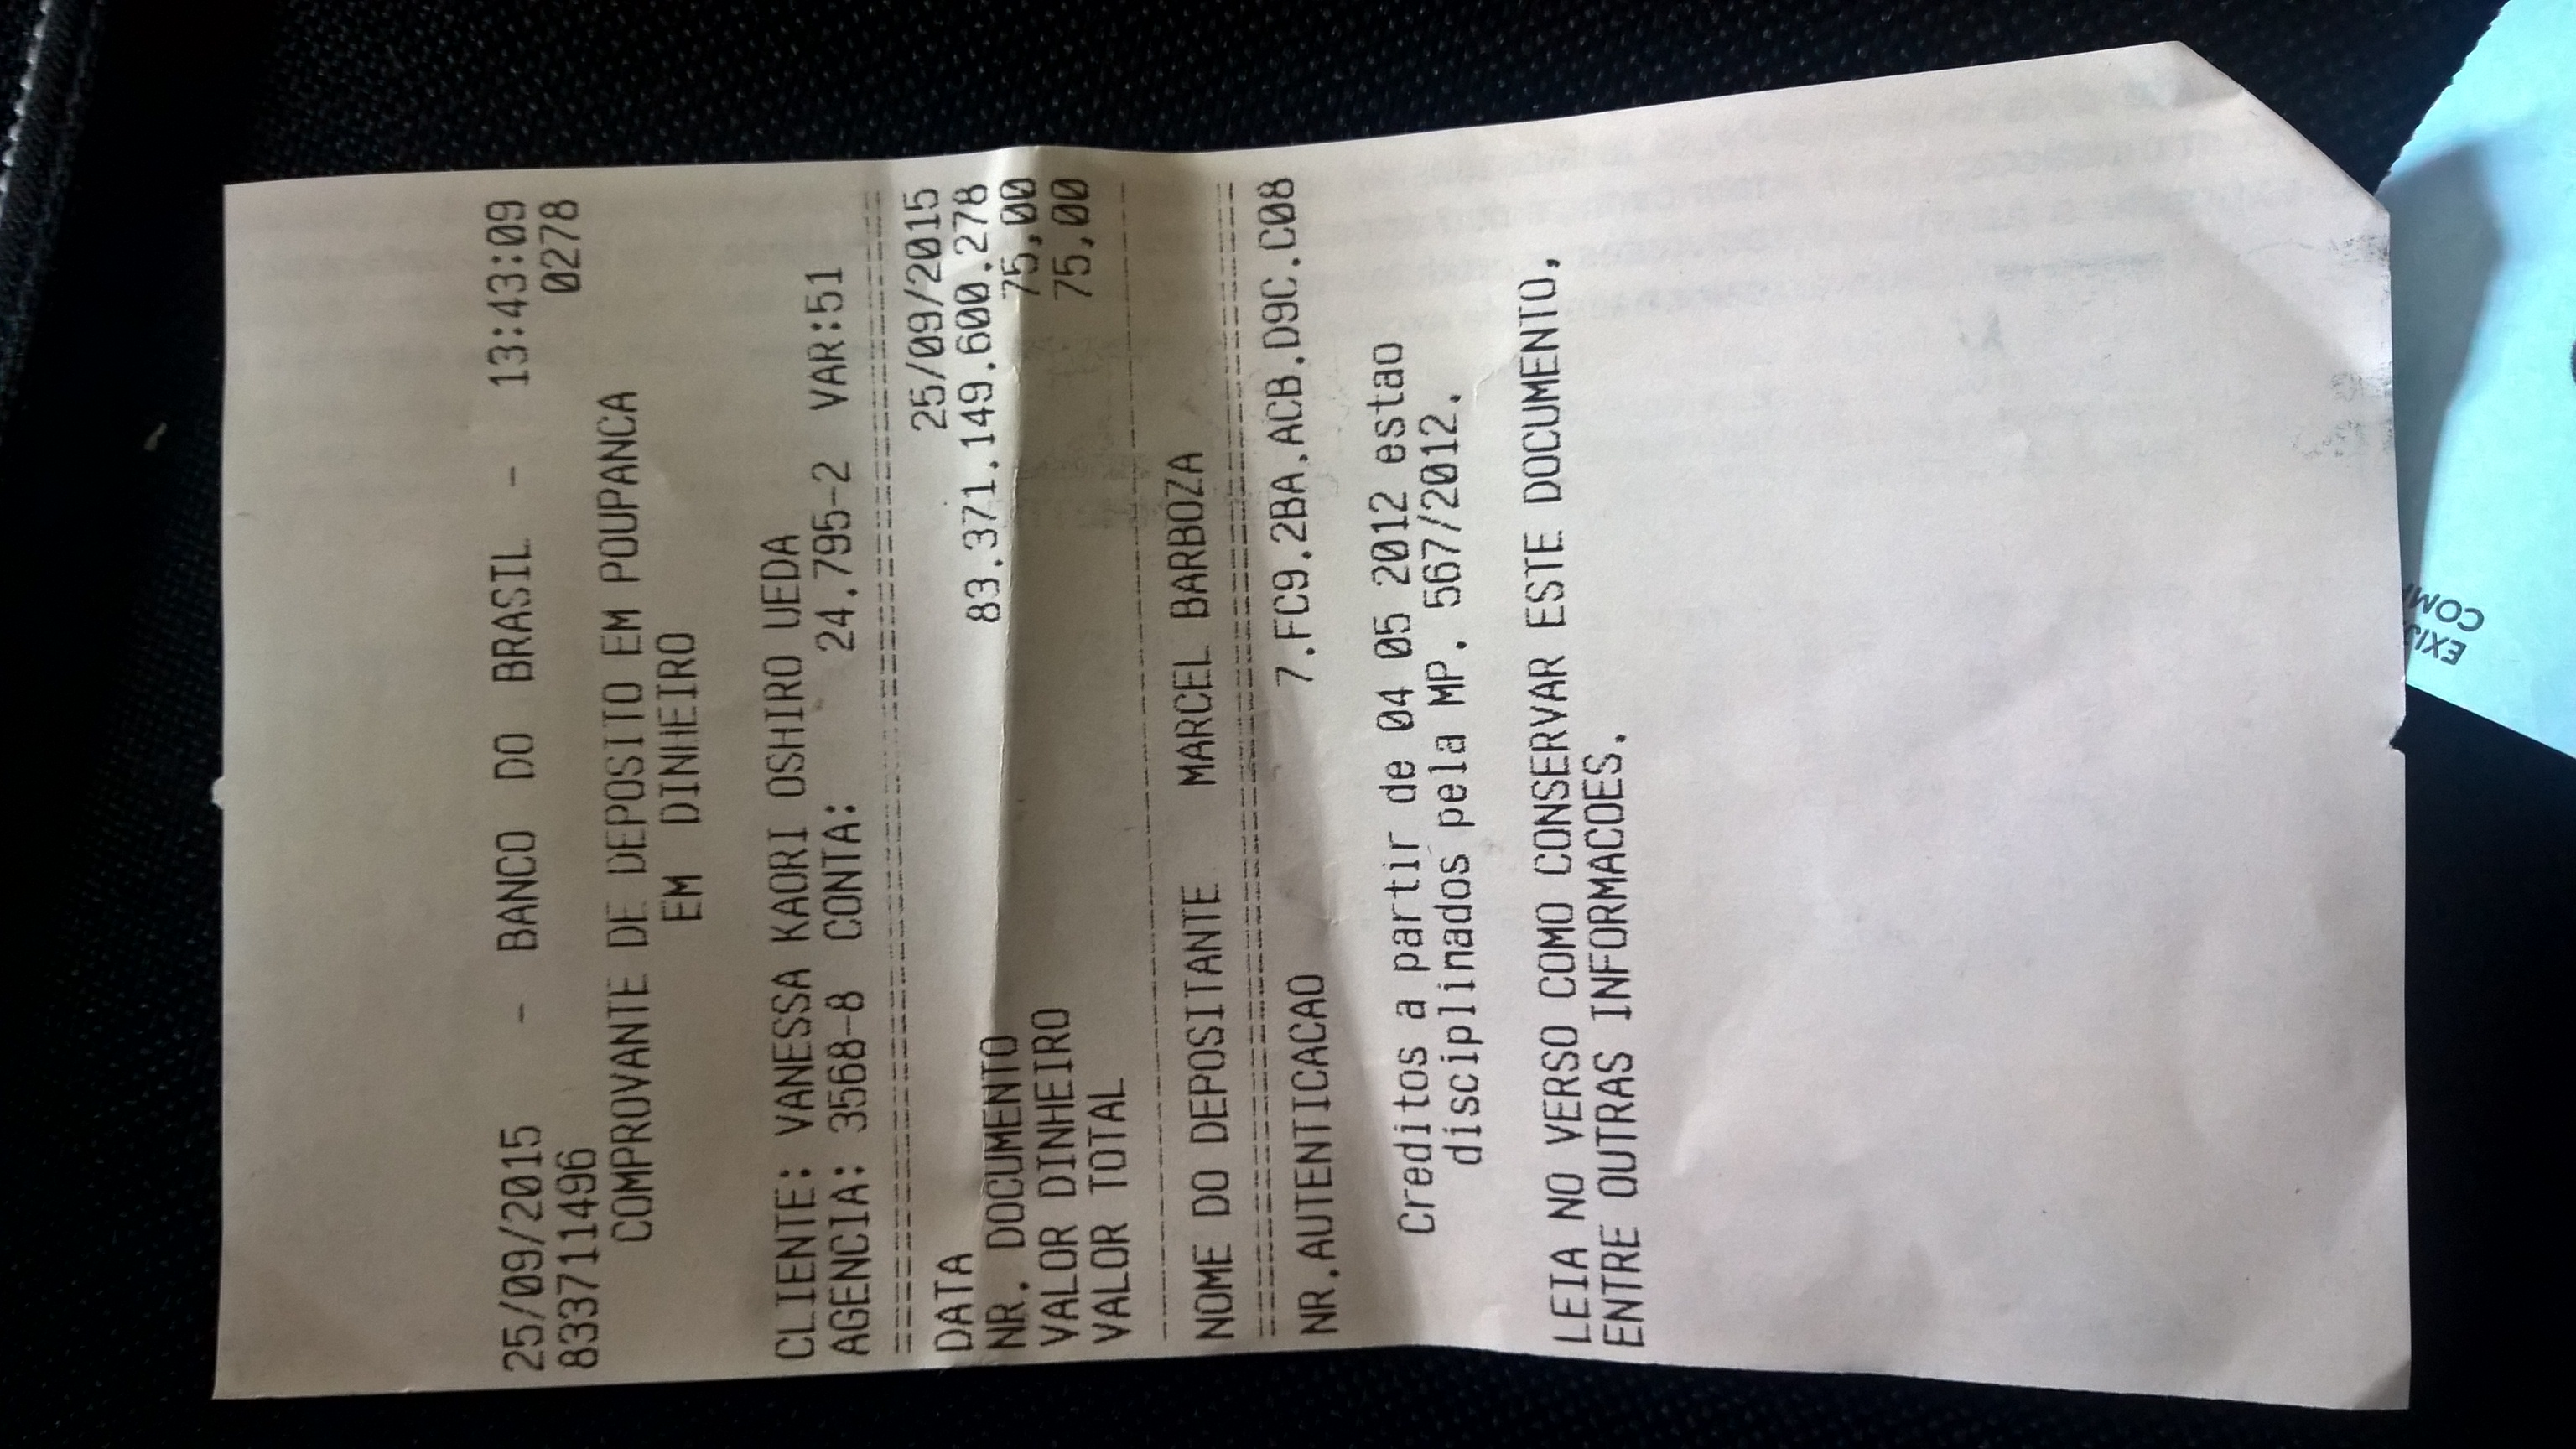 25/09/2015 - BANCO DO BRASIL - 13:43:09
833711496 0278
COMPROVANTE DE DEPOSITO EM POUPANCA
EM DINHEIRO
CLIENTE: VANESSA KAORI OSHIRO UEDA
AGENCIA: 3568-8 CONTA: 24.795-2 VAR:51
DATA 25/09/2015
NR. DOCUMENTO 83.371.149.600.278
VALOR DINHEIRO 75,00
VALOR TOTAL 75,00
NOME DO DEPOSITANTE MARCEL BARBOZA
NR.AUTENTICACAO 7.FC9.2BA.ACB.D9C.C08
Creditos a partir de 04 05 2012 estao
disciplinados pela MP. 567/2012.
LEIA NO VERSO COMO CONSERVAR ESTE DOCUMENTO,
ENTRE OUTRAS INFORMACOES.